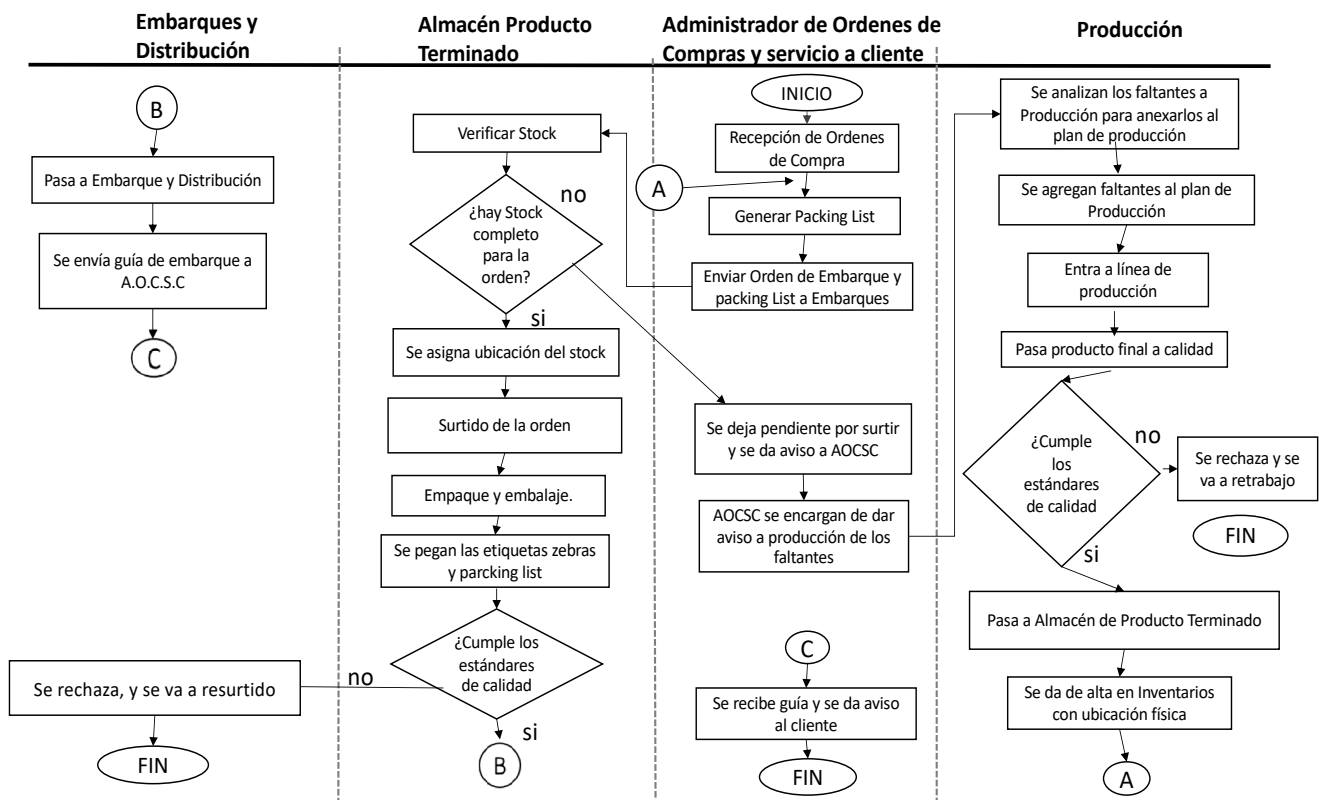 Embarques y
Distribución
Almacén Producto
Terminado
Administrador de Ordenes de
Compras y servicio a cliente
Producción
B
Pasa a Embarque y Distribución
Se envía guía de embarque a
A.O.C.S.C
C
Se rechaza, y se va a resurtido
FIN
Verificar Stock
¿hay Stock
completo
para la
orden?
no
si
Se asigna ubicación del stock
Surtido de la orden
Empaque y embalaje.
Se pegan las etiquetas zebras
y parcking list
¿Cumple los
estándares
de calidad
no
si
B
INICIO
Recepción de Ordenes
de Compra
A
Generar Packing List
Enviar Orden de Embarque y
packing List a Embarques
Se deja pendiente por surtir
y se da aviso a AOCSC
AOCSC se encargan de dar
aviso a producción de los
faltantes
C
Se recibe guía y se da aviso
al cliente
FIN
Se analizan los faltantes a
Producción para anexarlos al
plan de producción
Se agregan faltantes al plan de
Producción
Entra a línea de
producción
Pasa producto final a calidad
¿Cumple
los
estándares
de calidad
no
Se rechaza y se
va a retrabajo
FIN
si
Pasa a Almacén de Producto Terminado
Se da de alta en Inventarios
con ubicación física
A